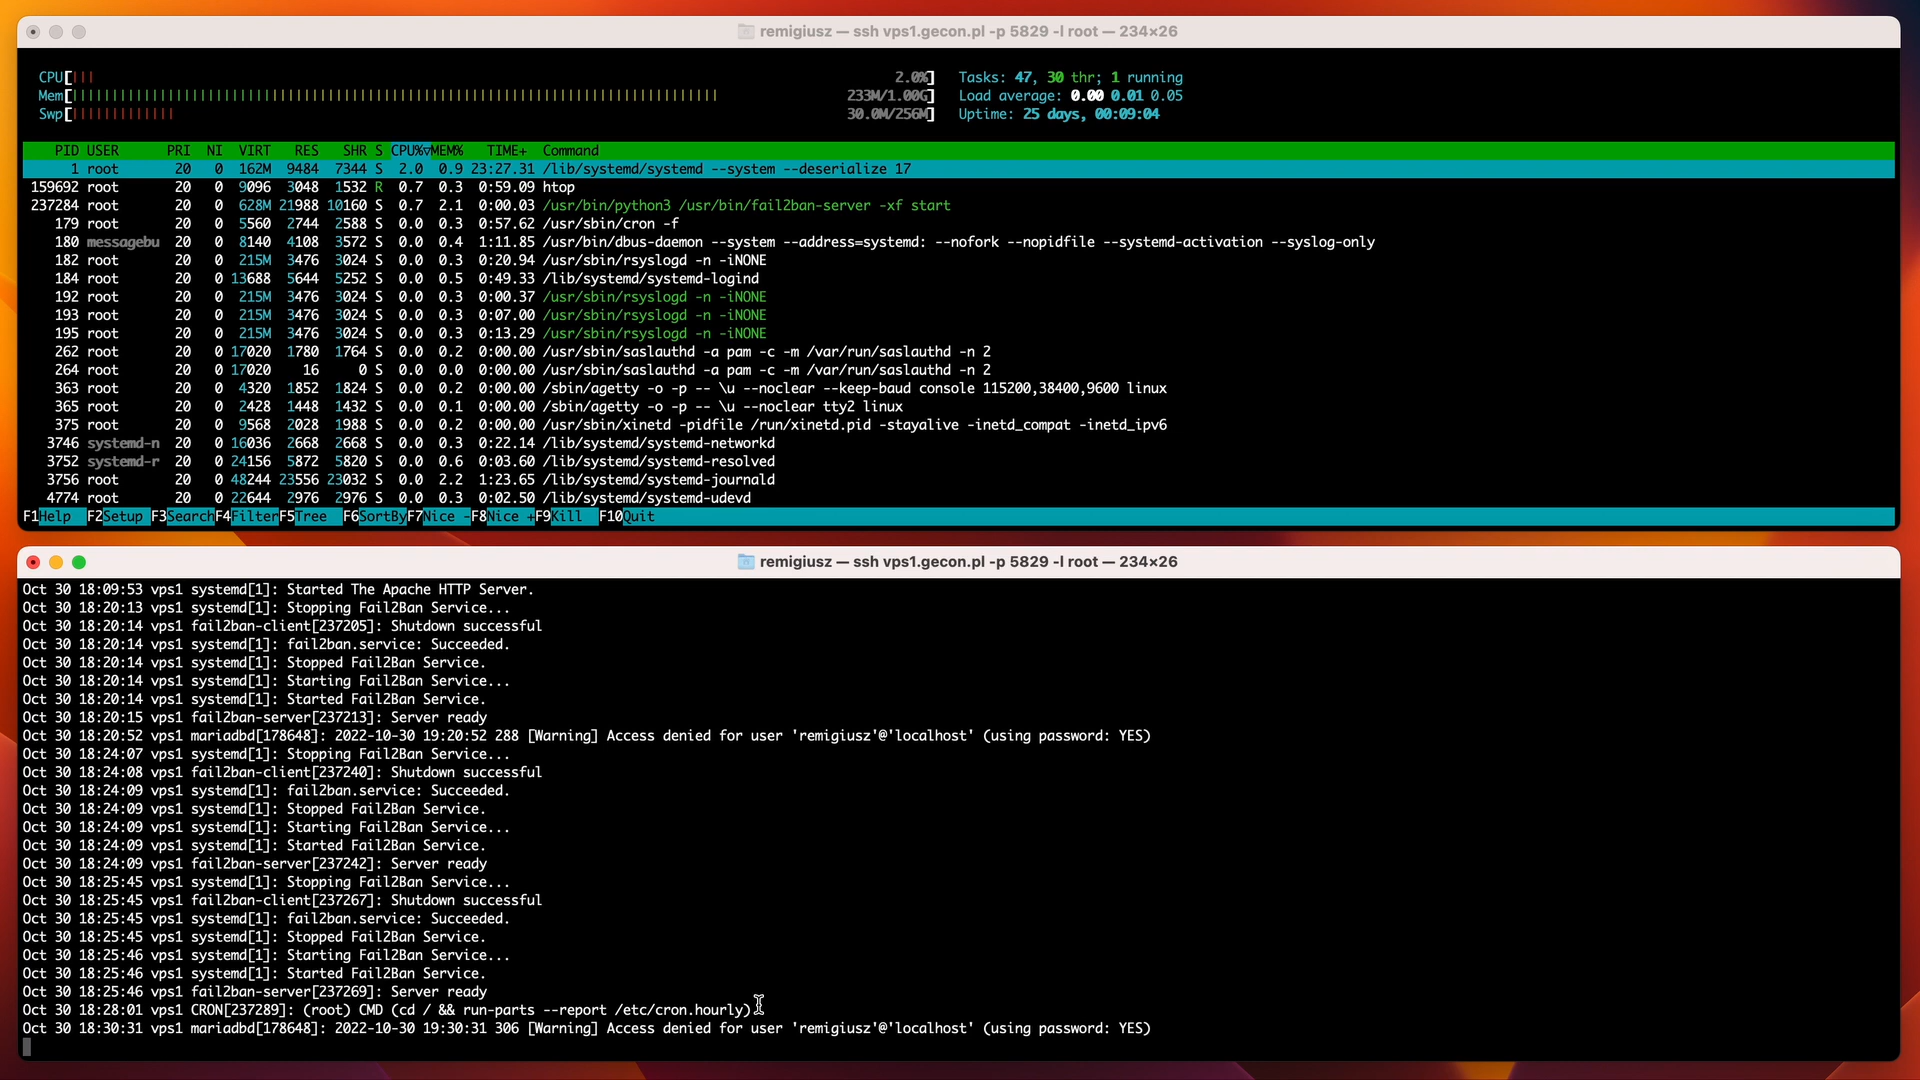 remigiusz — ssh vps1.gecon.pl -p 5829 -l root — 234×26
CPU[||| 2.0%] Tasks: 47, 30 thr; 1 running
Mem[ 233M/1.00G] Load average: 0.00 0.01 0.05
Swp[||||||||||||| 30.0M/256M] Uptime: 25 days, 00:09:04
PID USER PRI NI VIRT RES SHR S CPU%▽MEM% TIME+ Command
1 root 20 0 162M 9484 7344 S 2.0 0.9 23:27.31 /lib/systemd/systemd --system --deserialize 17
159692 root 20 0 9096 3048 1532 R 0.7 0.3 0:59.09 htop
237284 root 20 0 628M 21988 10160 S 0.7 2.1 0:00.03 /usr/bin/python3 /usr/bin/fail2ban-server -xf start
179 root 20 0 5560 2744 2588 S 0.0 0.3 0:57.62 /usr/sbin/cron -f
180 messagebu 20 0 8140 4108 3572 S 0.0 0.4 1:11.85 /usr/bin/dbus-daemon --system --address=systemd: --nofork --nopidfile --systemd-activation --syslog-only
182 root 20 0 215M 3476 3024 S 0.0 0.3 0:20.94 /usr/sbin/rsyslogd -n -iNONE
184 root 20 0 13688 5644 5252 S 0.0 0.5 0:49.33 /lib/systemd/systemd-logind
192 root 20 0 215M 3476 3024 S 0.0 0.3 0:00.37 /usr/sbin/rsyslogd -n -iNONE
193 root 20 0 215M 3476 3024 S 0.0 0.3 0:07.00 /usr/sbin/rsyslogd -n -iNONE
195 root 20 0 215M 3476 3024 S 0.0 0.3 0:13.29 /usr/sbin/rsyslogd -n -iNONE
262 root 20 0 17020 1780 1764 S 0.0 0.2 0:00.00 /usr/sbin/saslauthd -a pam -c -m /var/run/saslauthd -n 2
264 root 20 0 17020 16 0 S 0.0 0.0 0:00.00 /usr/sbin/saslauthd -a pam -c -m /var/run/saslauthd -n 2
363 root 20 0 4320 1852 1824 S 0.0 0.2 0:00.00 /sbin/agetty -o -p -- \u --noclear --keep-baud console 115200,38400,9600 linux
365 root 20 0 2428 1448 1432 S 0.0 0.1 0:00.00 /sbin/agetty -o -p -- \u --noclear tty2 linux
375 root 20 0 9568 2028 1988 S 0.0 0.2 0:00.00 /usr/sbin/xinetd -pidfile /run/xinetd.pid -stayalive -inetd_compat -inetd_ipv6
3746 systemd-n 20 0 16036 2668 2668 S 0.0 0.3 0:22.14 /lib/systemd/systemd-networkd
3752 systemd-r 20 0 24156 5872 5820 S 0.0 0.6 0:03.60 /lib/systemd/systemd-resolved
3756 root 20 0 48244 23556 23032 S 0.0 2.2 1:23.65 /lib/systemd/systemd-journald
4774 root 20 0 22644 2976 2976 S 0.0 0.3 0:02.50 /lib/systemd/systemd-udevd
F1Help F2Setup F3SearchF4FilterF5Tree F6SortByF7Nice -F8Nice +F9Kill F10Quit
remigiusz — ssh vps1.gecon.pl -p 5829 -l root — 234×26
Oct 30 18:09:53 vps1 systemd[1]: Started The Apache HTTP Server.
Oct 30 18:20:13 vps1 systemd[1]: Stopping Fail2Ban Service...
Oct 30 18:20:14 vps1 fail2ban-client[237205]: Shutdown successful
Oct 30 18:20:14 vps1 systemd[1]: fail2ban.service: Succeeded.
Oct 30 18:20:14 vps1 systemd[1]: Stopped Fail2Ban Service.
Oct 30 18:20:14 vps1 systemd[1]: Starting Fail2Ban Service...
Oct 30 18:20:14 vps1 systemd[1]: Started Fail2Ban Service.
Oct 30 18:20:15 vps1 fail2ban-server[237213]: Server ready
Oct 30 18:20:52 vps1 mariadbd[178648]: 2022-10-30 19:20:52 288 [Warning] Access denied for user 'remigiusz'@'localhost' (using password: YES)
Oct 30 18:24:07 vps1 systemd[1]: Stopping Fail2Ban Service...
Oct 30 18:24:08 vps1 fail2ban-client[237240]: Shutdown successful
Oct 30 18:24:09 vps1 systemd[1]: fail2ban.service: Succeeded.
Oct 30 18:24:09 vps1 systemd[1]: Stopped Fail2Ban Service.
Oct 30 18:24:09 vps1 systemd[1]: Starting Fail2Ban Service...
Oct 30 18:24:09 vps1 systemd[1]: Started Fail2Ban Service.
Oct 30 18:24:09 vps1 fail2ban-server[237242]: Server ready
Oct 30 18:25:45 vps1 systemd[1]: Stopping Fail2Ban Service...
Oct 30 18:25:45 vps1 fail2ban-client[237267]: Shutdown successful
Oct 30 18:25:45 vps1 systemd[1]: fail2ban.service: Succeeded.
Oct 30 18:25:45 vps1 systemd[1]: Stopped Fail2Ban Service.
Oct 30 18:25:46 vps1 systemd[1]: Starting Fail2Ban Service...
Oct 30 18:25:46 vps1 systemd[1]: Started Fail2Ban Service.
Oct 30 18:25:46 vps1 fail2ban-server[237269]: Server ready
Oct 30 18:28:01 vps1 CRON[237289]: (root) CMD (cd / && run-parts --report /etc/cron.hourly)
Oct 30 18:30:31 vps1 mariadbd[178648]: 2022-10-30 19:30:31 306 [Warning] Access denied for user 'remigiusz'@'localhost' (using password: YES)